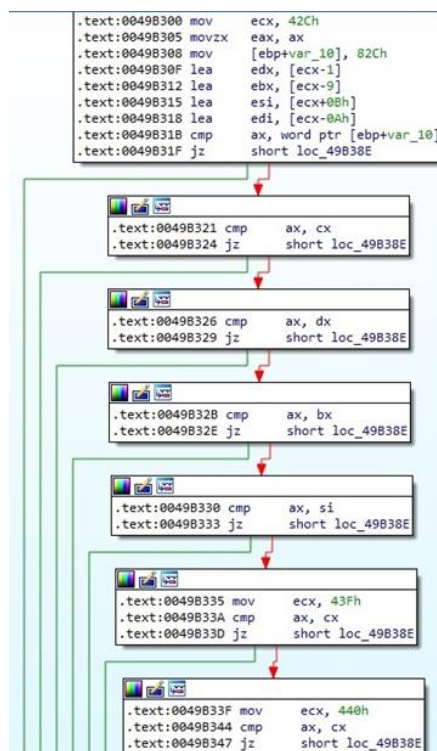 .text:0049B300 mov ecx, 42Ch
.text:0049B305 movzx eax, ax
.text:0049B308 mov [ebp+var_10], 82Ch
.text:0049B30F lea edx, [ecx-1]
.text:0049B312 lea ebx, [ecx-9]
.text:0049B315 lea esi, [ecx+0Bh]
.text:0049B318 lea edi, [ecx-0Ah]
.text:0049B31B cmp ax, word ptr [ebp+var_10]
.text:0049B31F jz short loc_49B38E
.text:0049B321 cmp ax, cx
.text:0049B324 jz short loc_49B38E
.text:0049B326 cmp ax, dx
.text:0049B329 jz short loc_49B38E
.text:0049B32B cmp ax, bx
.text:0049B32E jz short loc_49B38E
.text:0049B330 cmp ax, si
.text:0049B333 jz short loc_49B38E
.text:0049B335 mov ecx, 43Fh
.text:0049B33A cmp ax, cx
.text:0049B33D jz short loc_49B38E
.text:0049B33F mov ecx, 440h
.text:0049B344 cmp ax, cx
.text:0049B347 jz short loc_49B38E